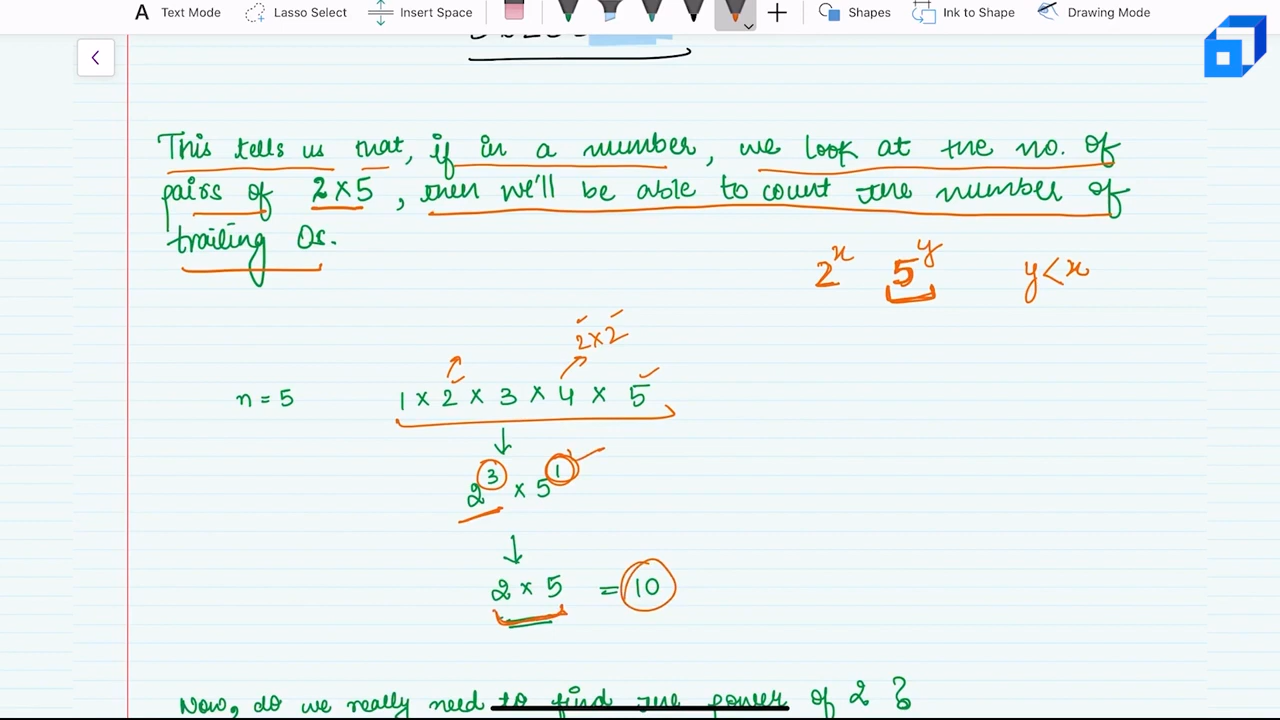 Text Mode Lasso Select Insert Space Shapes Ink to Shape Drawing Mode
This tells us that, if in a number, we look at the no. of
pairs of 2×5, then we'll be able to count the number of
trailing 0s.
2^x 5^y y<x
2×2
n = 5 1 × 2 × 3 × 4 × 5
2^3 × 5^1
2 × 5 = 10
Now, do we really need to find the power of 2 ?